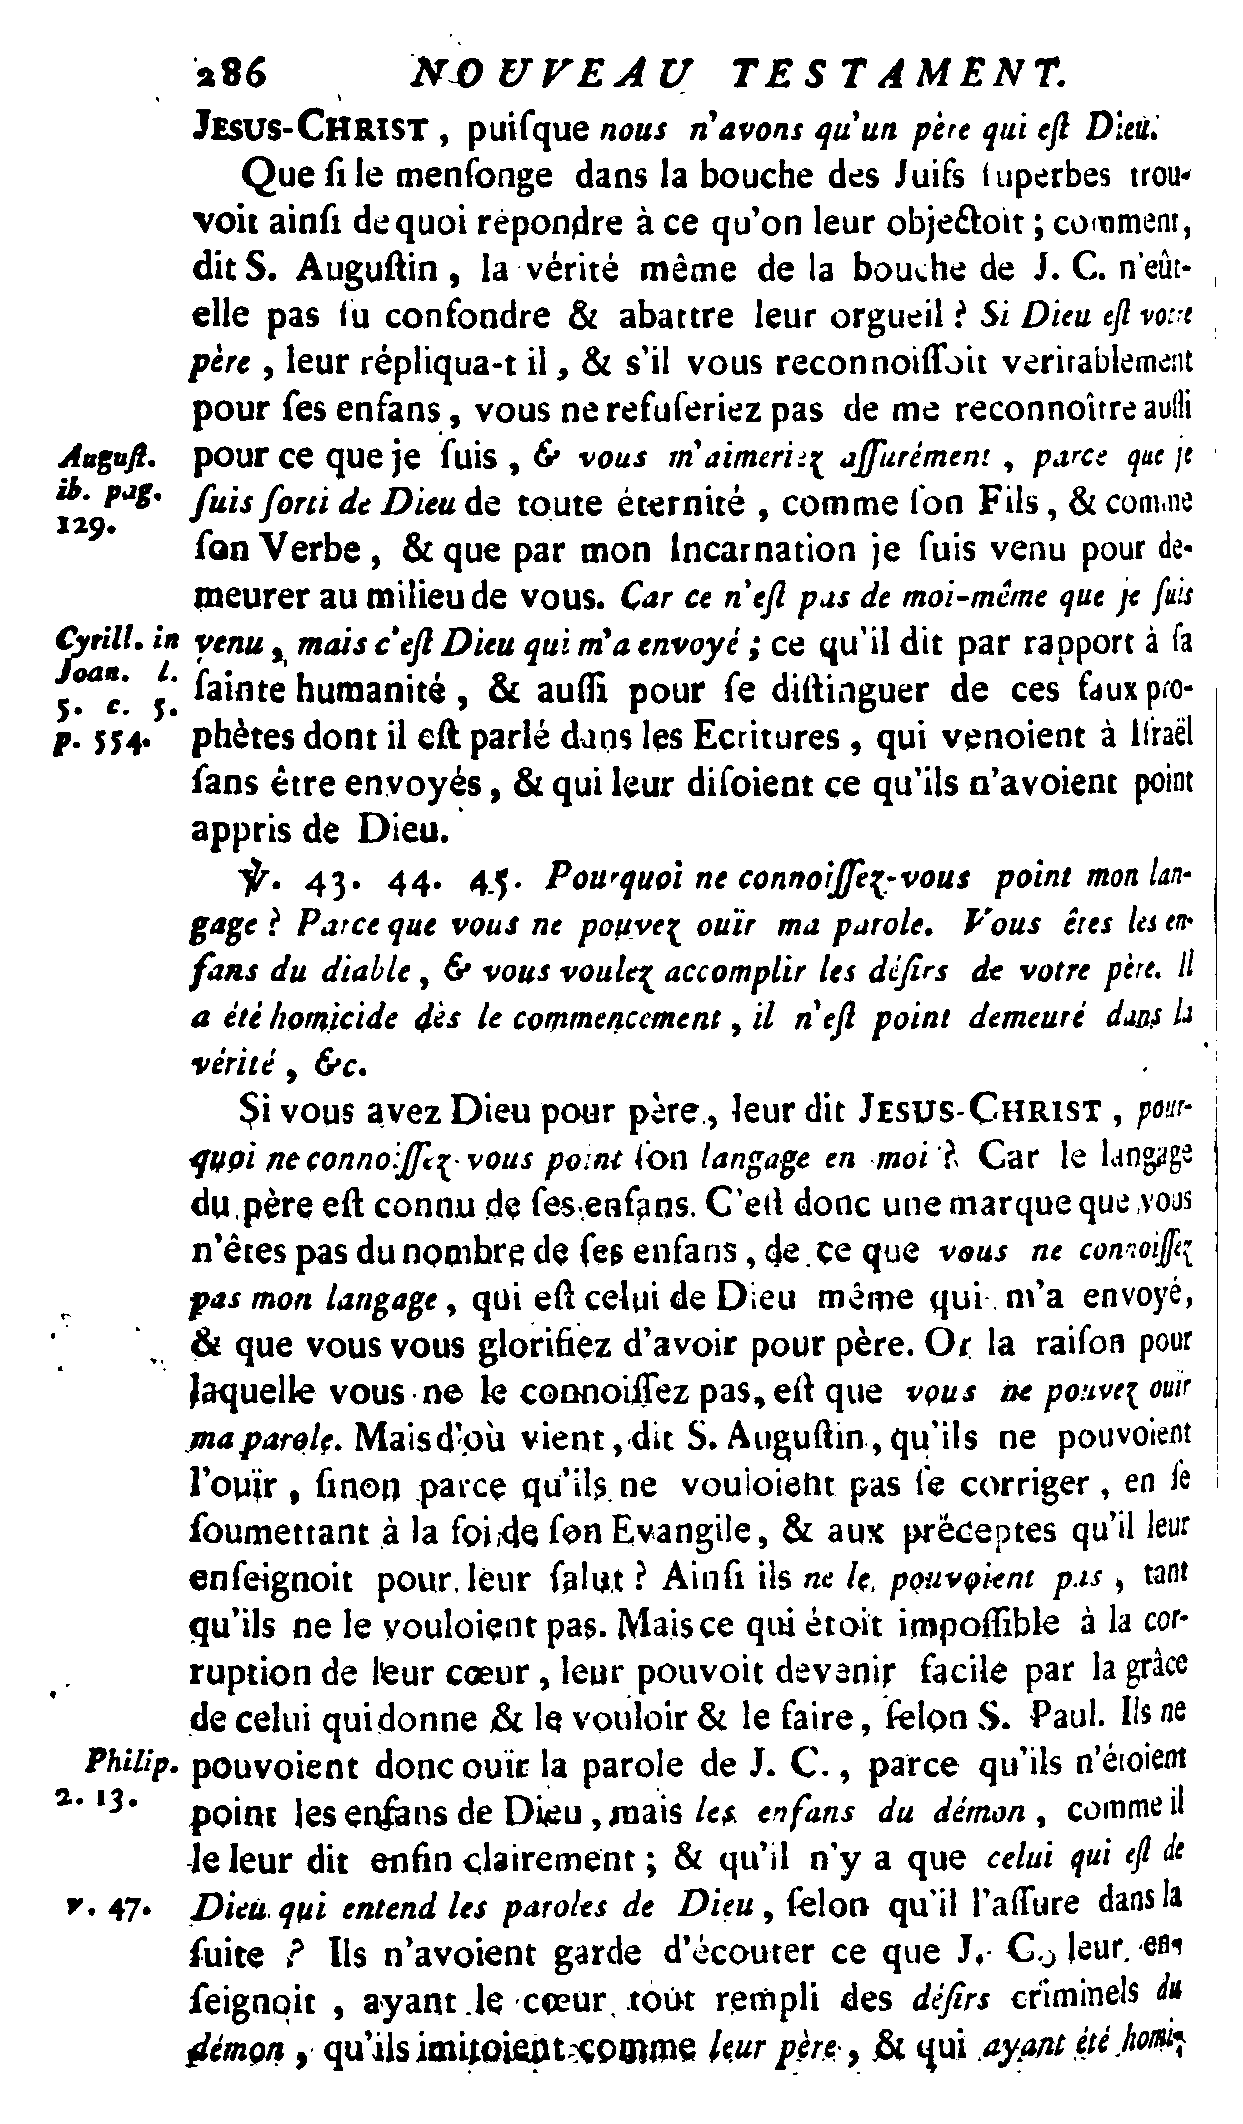 286 NOUVEAU TESTAMENT.
JESUS-CHRIST, puiſque nous n'avons qu'un père qui eſt Dieu.
Que ſi le menſonge dans la bouche des Juifs ſuperbes trou-
voit ainſi de quoi répondre à ce qu'on leur objectoit ; comment,
dit S. Auguſtin, la vérité même de la bouche de J. C. n'eût-
elle pas ſu confondre & abattre leur orgueil ? Si Dieu eſt votre
père, leur répliqua-t il, & s'il vous reconnoiſſoit veritablement
pour ſes enfans, vous ne refuſeriez pas de me reconnoître auſſi
Auguſt. pour ce que je ſuis, & vous m'aimeriez aſſurément, parce que je
ib. pag. ſuis ſorti de Dieu de toute éternité, comme ſon Fils, & comme
129. ſon Verbe, & que par mon Incarnation je ſuis venu pour de-
meurer au milieu de vous. Car ce n'eſt pas de moi-même que je ſuis
Cyrill. in venu, mais c'eſt Dieu qui m'a envoyé ; ce qu'il dit par rapport à ſa
Joan. l. ſainte humanité, & auſſi pour ſe diſtinguer de ces faux pro-
5. c. 5.
p. 554. phètes dont il eſt parlé dans les Ecritures, qui venoient à Iſraël
ſans être envoyés, & qui leur diſoient ce qu'ils n'avoient point
appris de Dieu.
℣. 43. 44. 45. Pourquoi ne connoiſſez-vous point mon lan-
gage ? Parce que vous ne pouvez ouïr ma parole. Vous êtes les en-
fans du diable, & vous voulez accomplir les déſirs de votre père. Il
a été homicide dès le commencement, il n'eſt point demeuré dans la
vérité, &c.
Si vous avez Dieu pour père, leur dit JESUS-CHRIST, pour-
quoi ne connoiſſez-vous point ſon langage en moi ? Car le langage
du père eſt connu de ſes enfans. C'eſt donc une marque que vous
n'êtes pas du nombre de ſes enfans, de ce que vous ne connoiſſez
pas mon langage, qui eſt celui de Dieu même qui m'a envoyé,
& que vous vous glorifiez d'avoir pour père. Or la raiſon pour
laquelle vous ne le connoiſſez pas, eſt que vous ne pouvez ouïr
ma parole. Mais d'où vient, dit S. Auguſtin, qu'ils ne pouvoient
l'ouïr, ſinon parce qu'ils ne vouloient pas ſe corriger, en ſe
ſoumettant à la foi de ſon Evangile, & aux préceptes qu'il leur
enſeignoit pour leur ſalut ? Ainſi ils ne le pouvoient pas, tant
qu'ils ne le vouloient pas. Mais ce qui étoit impoſſible à la cor-
ruption de leur cœur, leur pouvoit devenir facile par la grâce
de celui qui donne & le vouloir & le faire, ſelon S. Paul. Ils ne
Philip. pouvoient donc ouïr la parole de J. C., parce qu'ils n'étoient
2. 13. point les enfans de Dieu, mais les enfans du démon, comme il
le leur dit enfin clairement ; & qu'il n'y a que celui qui eſt de
v. 47. Dieu qui entend les paroles de Dieu, ſelon qu'il l'aſſure dans la
ſuite ? Ils n'avoient garde d'écouter ce que J. C. leur en-
ſeignoit, ayant le cœur tout rempli des déſirs criminels du
démon, qu'ils imitoient comme leur père, & qui ayant été homi-